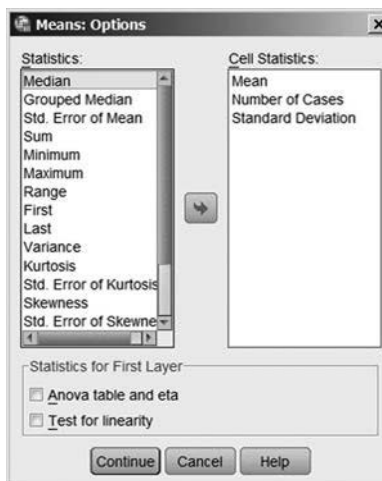 Means: Options
Statistics:
Median
Grouped Median
Std. Error of Mean
Sum
Minimum
Maximum
Range
First
Last
Variance
Kurtosis
Std. Error of Kurtosis
Skewness
Std. Error of Skewne
Cell Statistics:
Mean
Number of Cases
Standard Deviation
Statistics for First Layer
Anova table and eta
Test for linearity
Continue Cancel Help